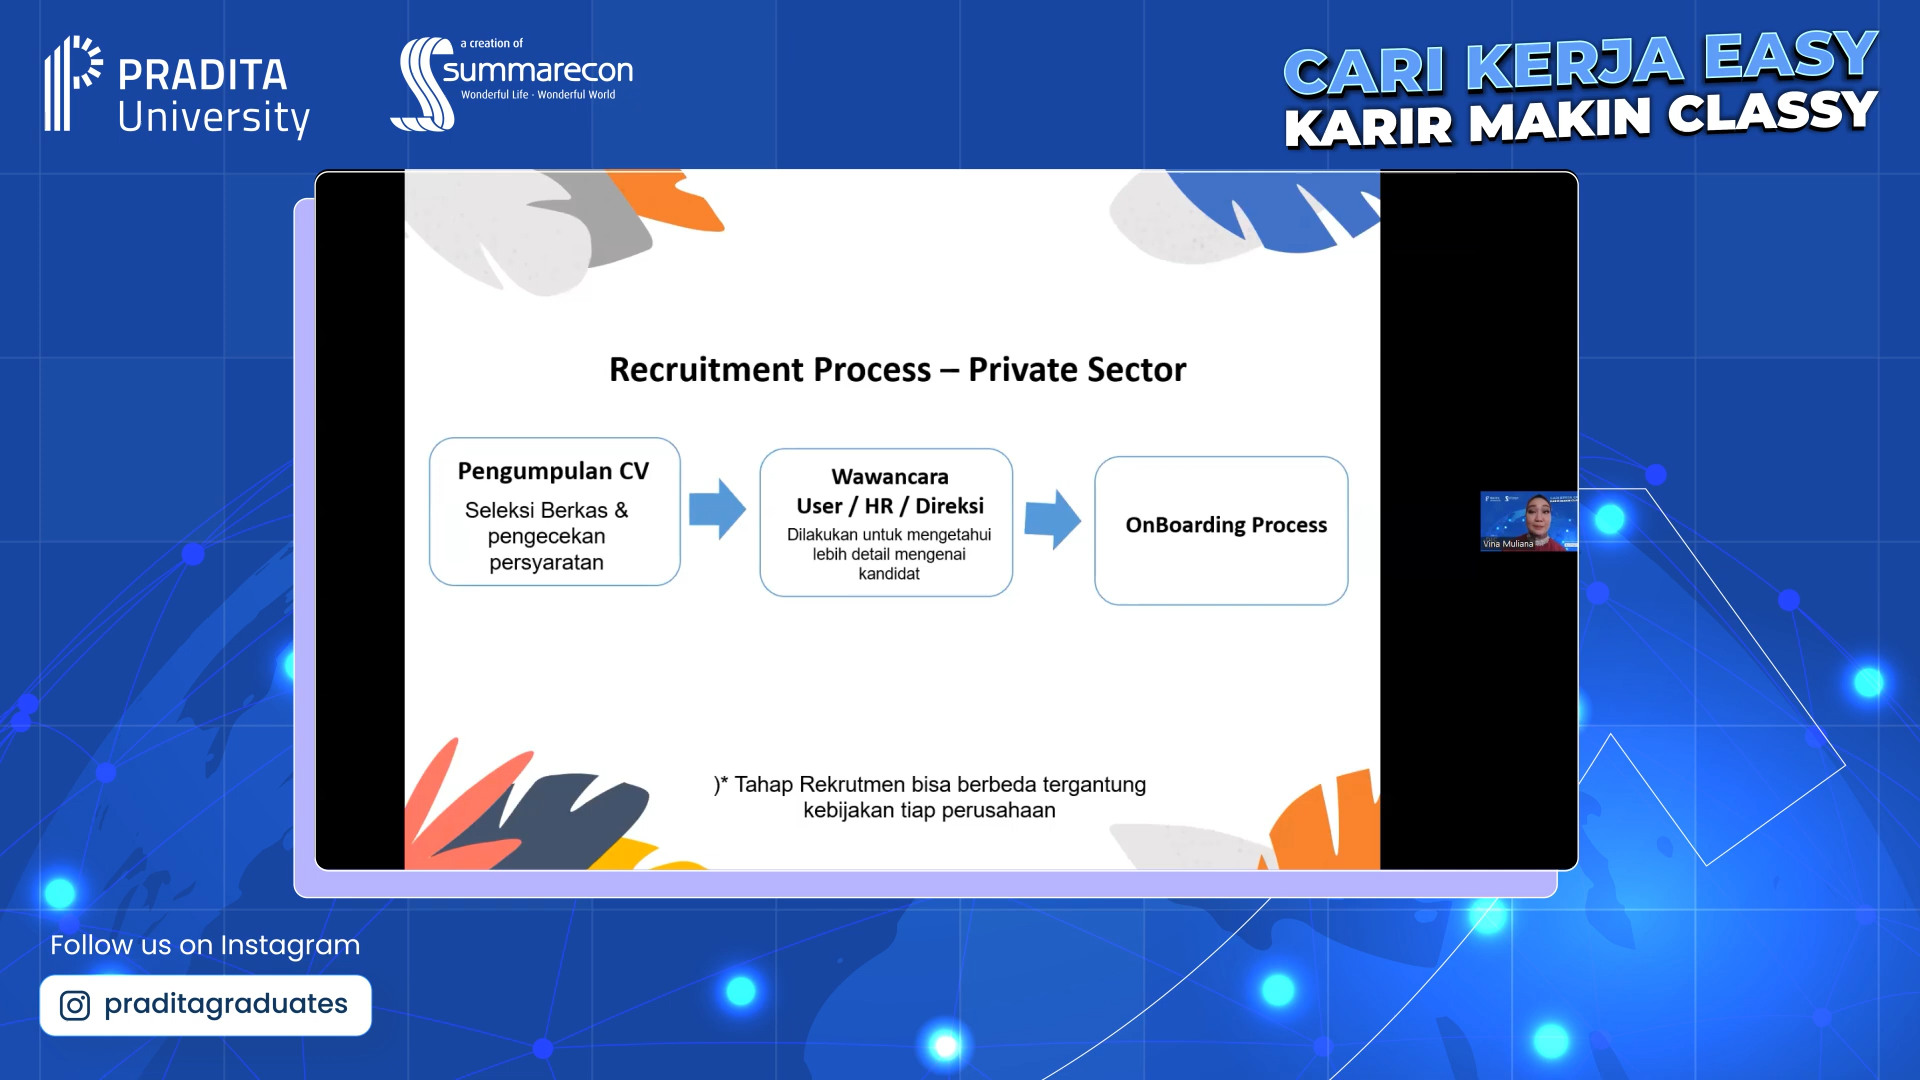 PRADITA
University
a creation of
summarecon
Wonderful Life · Wonderful World
CARI KERJA EASY
KARIR MAKIN CLASSY
Recruitment Process – Private Sector
Pengumpulan CV
Seleksi Berkas &
pengecekan
persyaratan
Wawancara
User / HR / Direksi
Dilakukan untuk mengetahui
lebih detail mengenai
kandidat
OnBoarding Process
Vina Muliana
)* Tahap Rekrutmen bisa berbeda tergantung
kebijakan tiap perusahaan
Follow us on Instagram
praditagraduates